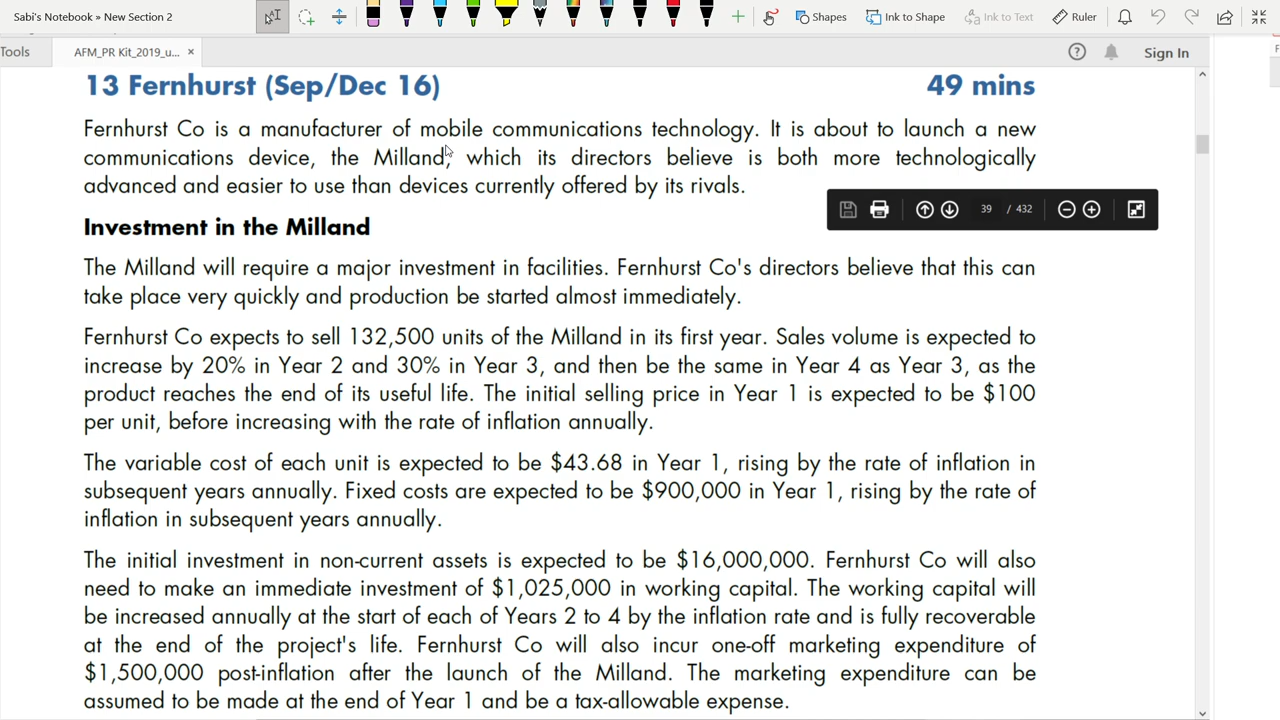 Sabi's Notebook » New Section 2
Shapes
Ink to Shape
Ink to Text
Ruler
Tools
AFM_PR Kit_2019_u... ×
Sign In
13 Fernhurst (Sep/Dec 16) 49 mins
Fernhurst Co is a manufacturer of mobile communications technology. It is about to launch a new
communications device, the Milland, which its directors believe is both more technologically
advanced and easier to use than devices currently offered by its rivals.
39 / 432
Investment in the Milland
The Milland will require a major investment in facilities. Fernhurst Co's directors believe that this can
take place very quickly and production be started almost immediately.
Fernhurst Co expects to sell 132,500 units of the Milland in its first year. Sales volume is expected to
increase by 20% in Year 2 and 30% in Year 3, and then be the same in Year 4 as Year 3, as the
product reaches the end of its useful life. The initial selling price in Year 1 is expected to be $100
per unit, before increasing with the rate of inflation annually.
The variable cost of each unit is expected to be $43.68 in Year 1, rising by the rate of inflation in
subsequent years annually. Fixed costs are expected to be $900,000 in Year 1, rising by the rate of
inflation in subsequent years annually.
The initial investment in non-current assets is expected to be $16,000,000. Fernhurst Co will also
need to make an immediate investment of $1,025,000 in working capital. The working capital will
be increased annually at the start of each of Years 2 to 4 by the inflation rate and is fully recoverable
at the end of the project's life. Fernhurst Co will also incur one-off marketing expenditure of
$1,500,000 post-inflation after the launch of the Milland. The marketing expenditure can be
assumed to be made at the end of Year 1 and be a tax-allowable expense.